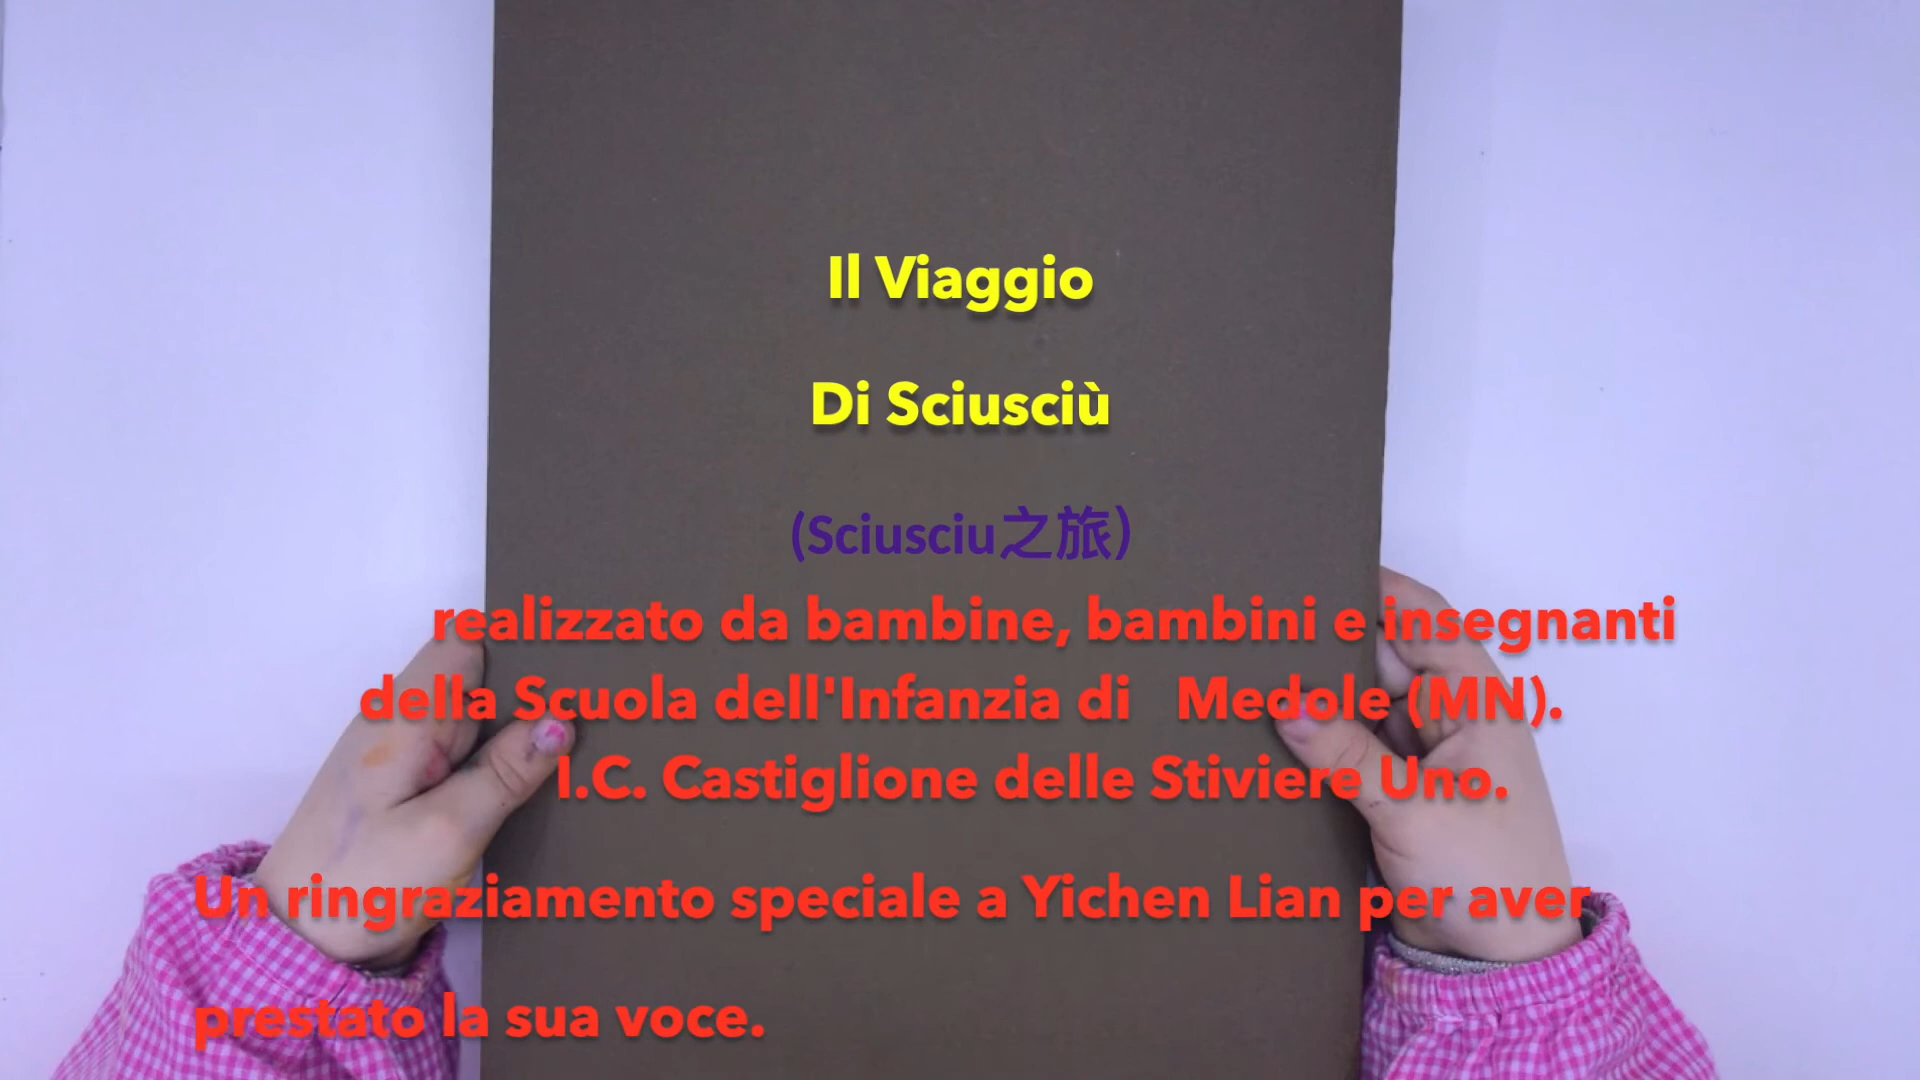 Il Viaggio
Di Sciusciù
(Sciusciu之旅)
realizzato da bambine, bambini e insegnanti
della Scuola dell'Infanzia di Medole (MN).
I.C. Castiglione delle Stiviere Uno.
Un ringraziamento speciale a Yichen Lian per aver
prestato la sua voce.